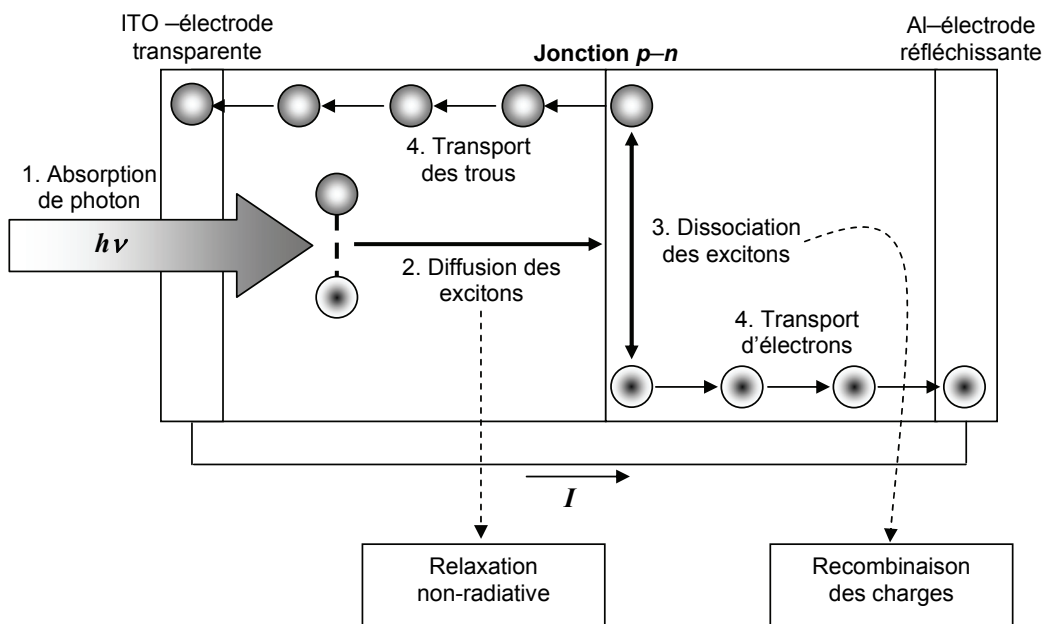 ITO –électrode
transparente
Al–électrode
réfléchissante
Jonction p–n
4. Transport
des trous
1. Absorption
de photon
hν
2. Diffusion des
excitons
3. Dissociation
des excitons
4. Transport
d'électrons
I
Relaxation
non-radiative
Recombinaison
des charges